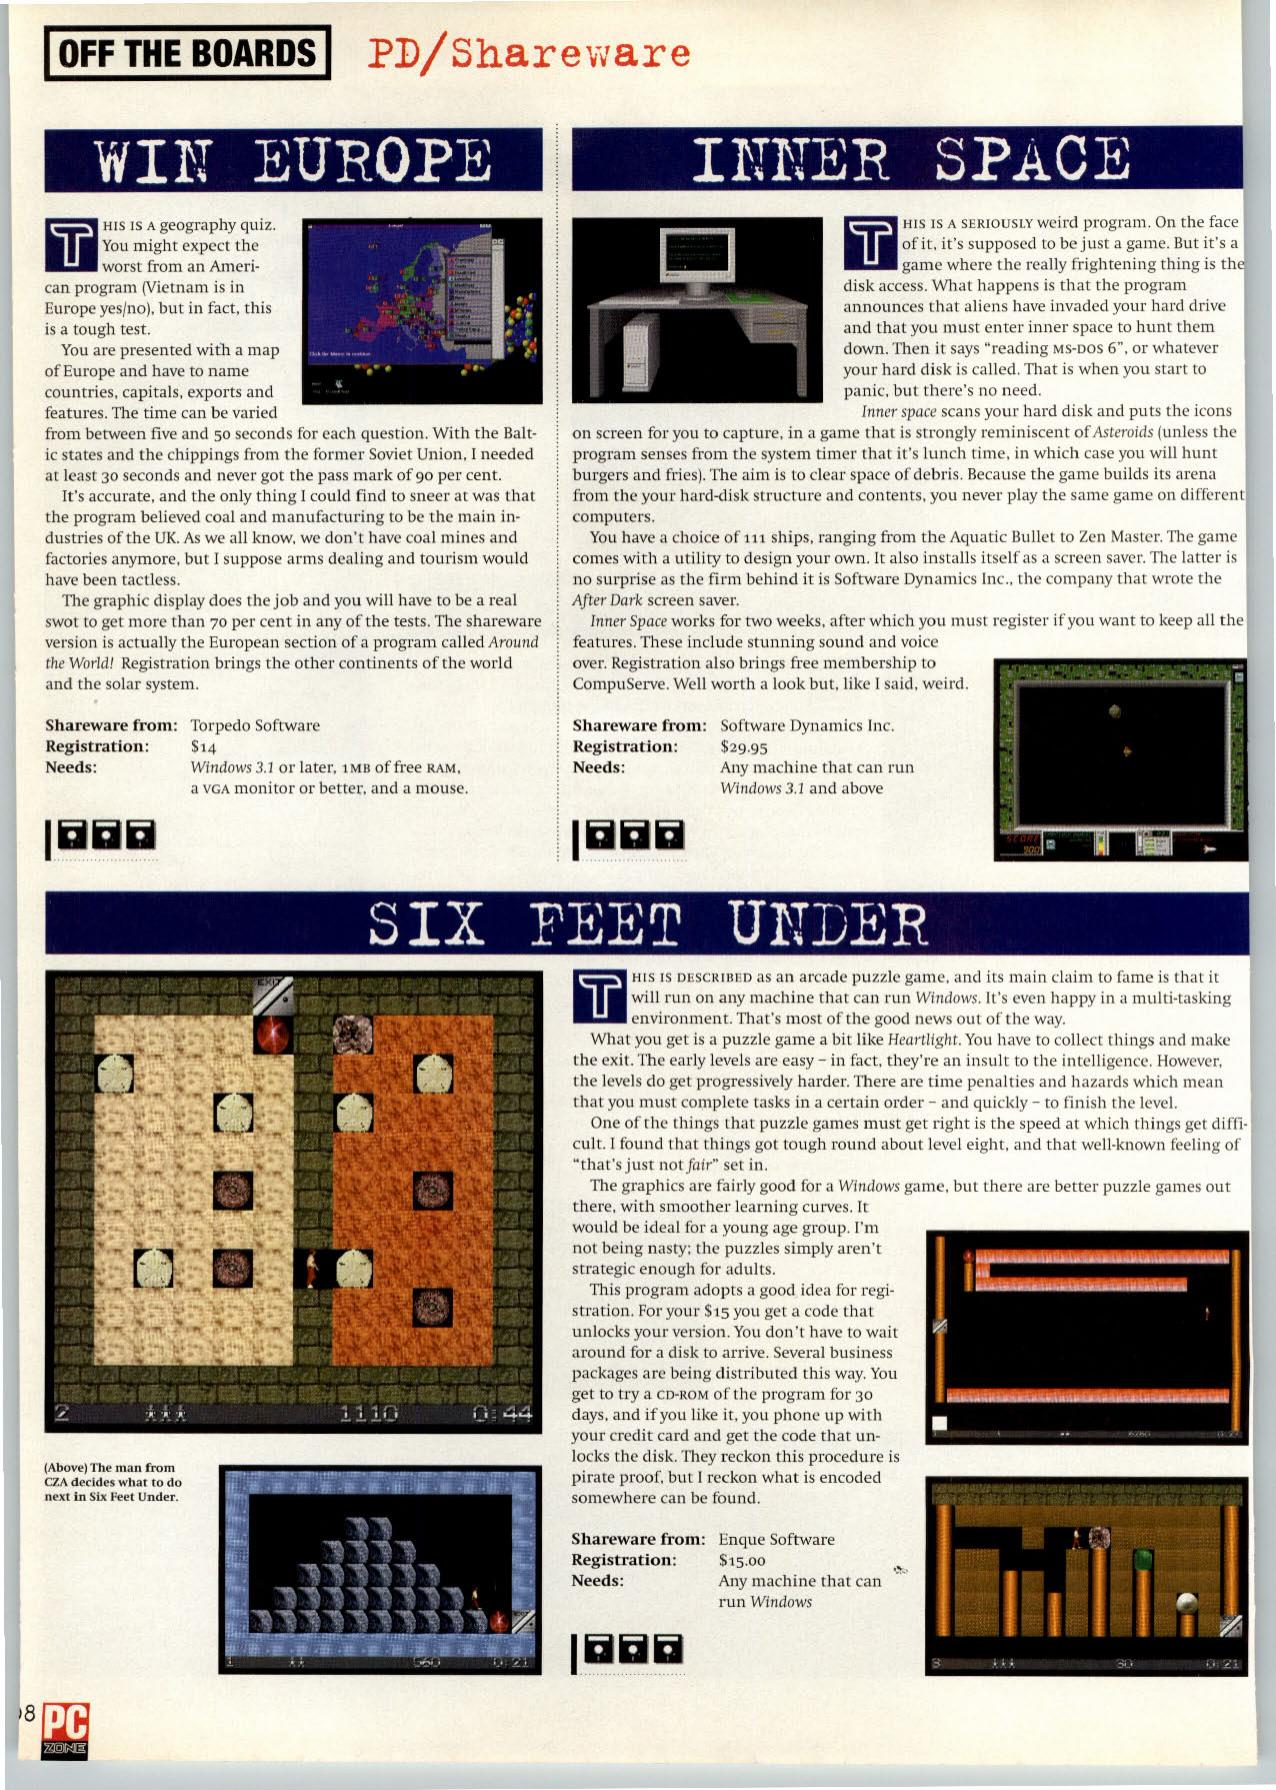 OFF THE BOARDS PD/Shareware
WIN EUROPE
THIS IS A geography quiz.
You might expect the
worst from an Ameri-
can program (Vietnam is in
Europe yes/no), but in fact, this
is a tough test.
You are presented with a map
of Europe and have to name
countries, capitals, exports and
features. The time can be varied
from between five and 50 seconds for each question. With the Balt-
ic states and the chippings from the former Soviet Union, I needed
at least 30 seconds and never got the pass mark of 90 per cent.
It's accurate, and the only thing I could find to sneer at was that
the program believed coal and manufacturing to be the main in-
dustries of the UK. As we all know, we don't have coal mines and
factories anymore, but I suppose arms dealing and tourism would
have been tactless.
The graphic display does the job and you will have to be a real
swot to get more than 70 per cent in any of the tests. The shareware
version is actually the European section of a program called Around
the World! Registration brings the other continents of the world
and the solar system.
Shareware from: Torpedo Software
Registration: $14
Needs: Windows 3.1 or later, 1MB of free RAM,
a VGA monitor or better, and a mouse.
INNER SPACE
THIS IS A SERIOUSLY weird program. On the face
of it, it's supposed to be just a game. But it's a
game where the really frightening thing is the
disk access. What happens is that the program
announces that aliens have invaded your hard drive
and that you must enter inner space to hunt them
down. Then it says "reading MS-DOS 6", or whatever
your hard disk is called. That is when you start to
panic, but there's no need.
Inner space scans your hard disk and puts the icons
on screen for you to capture, in a game that is strongly reminiscent of Asteroids (unless the
program senses from the system timer that it's lunch time, in which case you will hunt
burgers and fries). The aim is to clear space of debris. Because the game builds its arena
from the your hard-disk structure and contents, you never play the same game on different
computers.
You have a choice of 111 ships, ranging from the Aquatic Bullet to Zen Master. The game
comes with a utility to design your own. It also installs itself as a screen saver. The latter is
no surprise as the firm behind it is Software Dynamics Inc., the company that wrote the
After Dark screen saver.
Inner Space works for two weeks, after which you must register if you want to keep all the
features. These include stunning sound and voice
over. Registration also brings free membership to
CompuServe. Well worth a look but, like I said, weird.
Shareware from: Software Dynamics Inc.
Registration: $29.95
Needs: Any machine that can run
Windows 3.1 and above
SCORE
900
SIX FEET UNDER
EXIT
2 1110 0:44
(Above) The man from
CZA decides what to do
next in Six Feet Under.
1 560 0:21
THIS IS DESCRIBED as an arcade puzzle game, and its main claim to fame is that it
will run on any machine that can run Windows. It's even happy in a multi-tasking
environment. That's most of the good news out of the way.
What you get is a puzzle game a bit like Heartlight. You have to collect things and make
the exit. The early levels are easy – in fact, they're an insult to the intelligence. However,
the levels do get progressively harder. There are time penalties and hazards which mean
that you must complete tasks in a certain order – and quickly – to finish the level.
One of the things that puzzle games must get right is the speed at which things get diffi-
cult. I found that things got tough round about level eight, and that well-known feeling of
"that's just not fair" set in.
The graphics are fairly good for a Windows game, but there are better puzzle games out
there, with smoother learning curves. It
would be ideal for a young age group. I'm
not being nasty; the puzzles simply aren't
strategic enough for adults.
This program adopts a good idea for regi-
stration. For your $15 you get a code that
unlocks your version. You don't have to wait
around for a disk to arrive. Several business
packages are being distributed this way. You
get to try a CD-ROM of the program for 30
days, and if you like it, you phone up with
your credit card and get the code that un-
locks the disk. They reckon this procedure is
pirate proof, but I reckon what is encoded
somewhere can be found.
Shareware from: Enque Software
Registration: $15.00
Needs: Any machine that can
run Windows
30 0:21
PC
ZONE